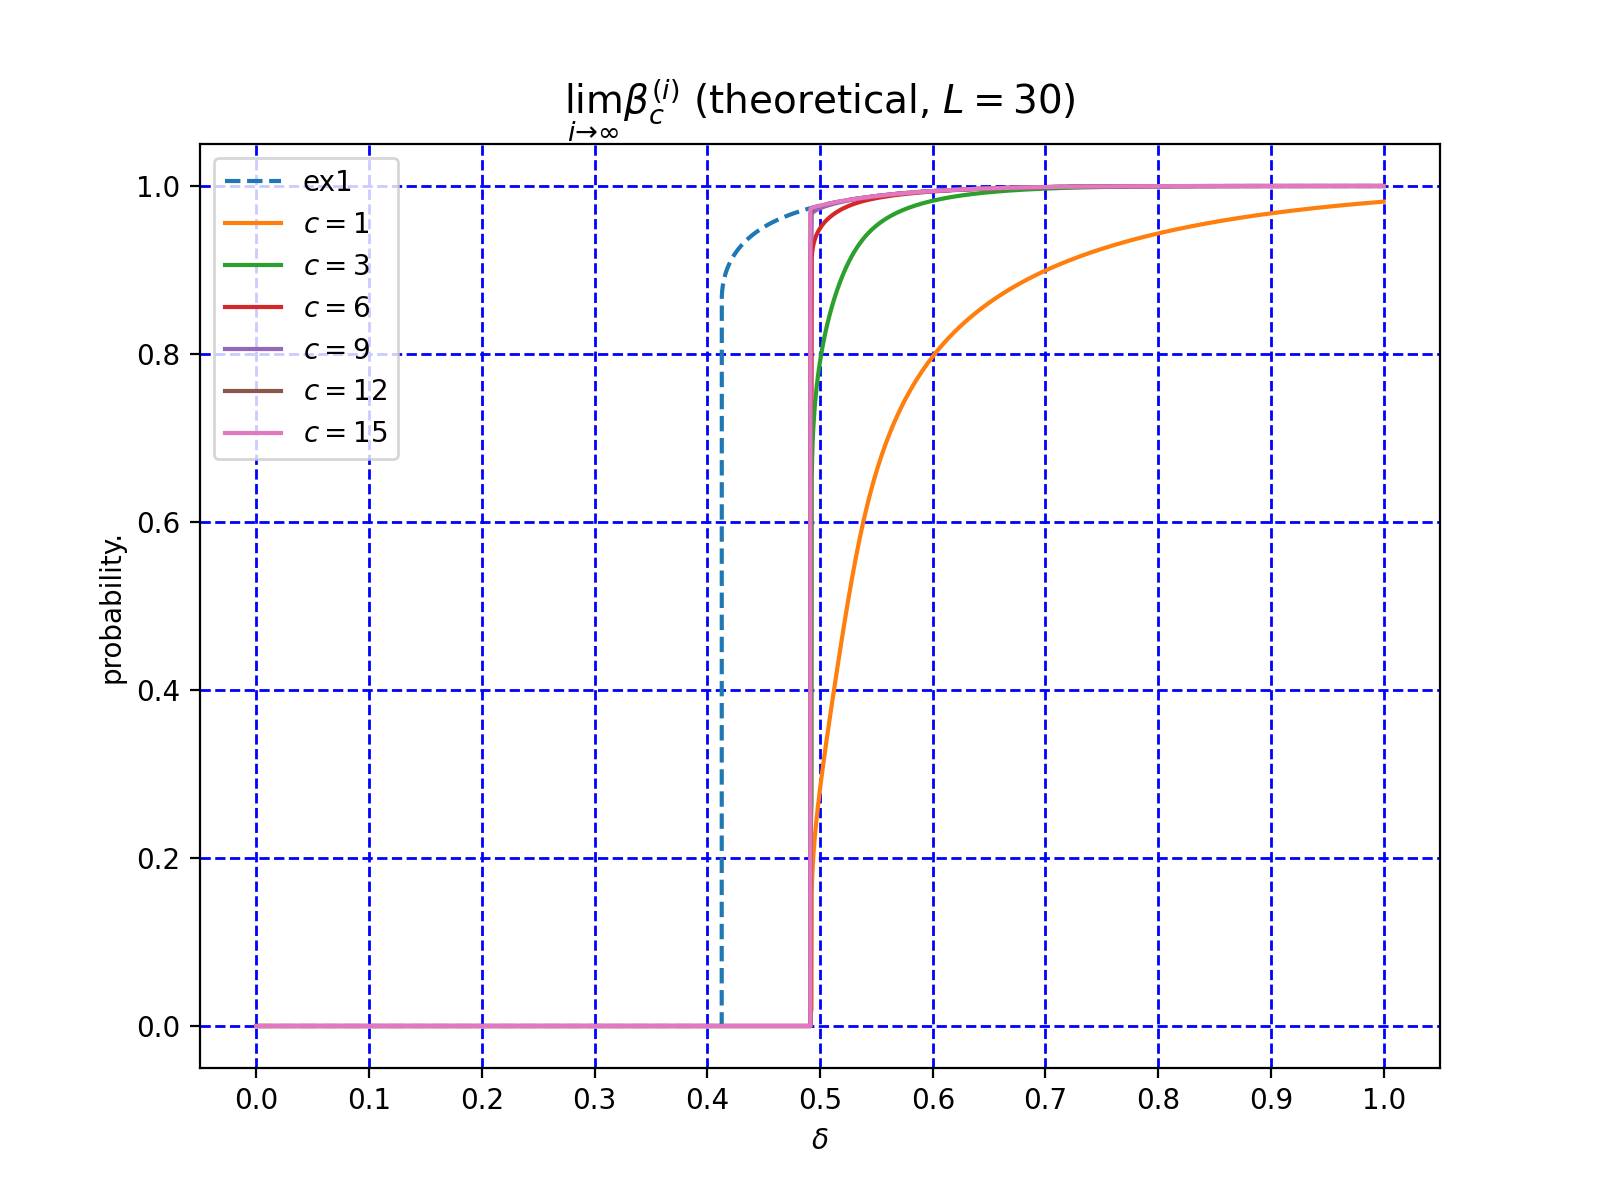 lim β_c^(i) (theoretical, L = 30)
i→∞
ex1
c = 1
c = 3
c = 6
c = 9
c = 12
c = 15
1.0
0.8
0.6
0.4
0.2
0.0
probability.
0.0 0.1 0.2 0.3 0.4 0.5 0.6 0.7 0.8 0.9 1.0
δ